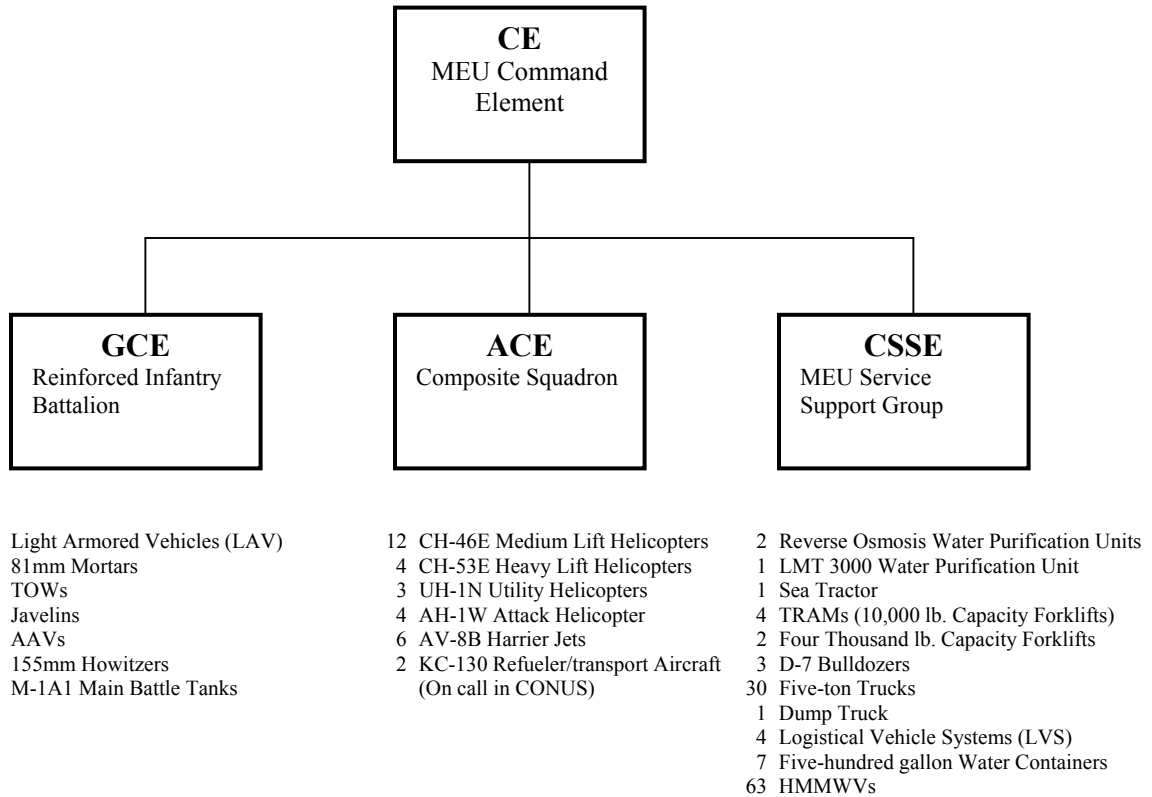 CE
MEU Command
Element
GCE
Reinforced Infantry
Battalion
ACE
Composite Squadron
CSSE
MEU Service
Support Group
Light Armored Vehicles (LAV)
81mm Mortars
TOWs
Javelins
AAVs
155mm Howitzers
M-1A1 Main Battle Tanks
12 CH-46E Medium Lift Helicopters
4 CH-53E Heavy Lift Helicopters
3 UH-1N Utility Helicopters
4 AH-1W Attack Helicopter
6 AV-8B Harrier Jets
2 KC-130 Refueler/transport Aircraft
(On call in CONUS)
2 Reverse Osmosis Water Purification Units
1 LMT 3000 Water Purification Unit
1 Sea Tractor
4 TRAMs (10,000 lb. Capacity Forklifts)
2 Four Thousand lb. Capacity Forklifts
3 D-7 Bulldozers
30 Five-ton Trucks
1 Dump Truck
4 Logistical Vehicle Systems (LVS)
7 Five-hundred gallon Water Containers
63 HMMWVs